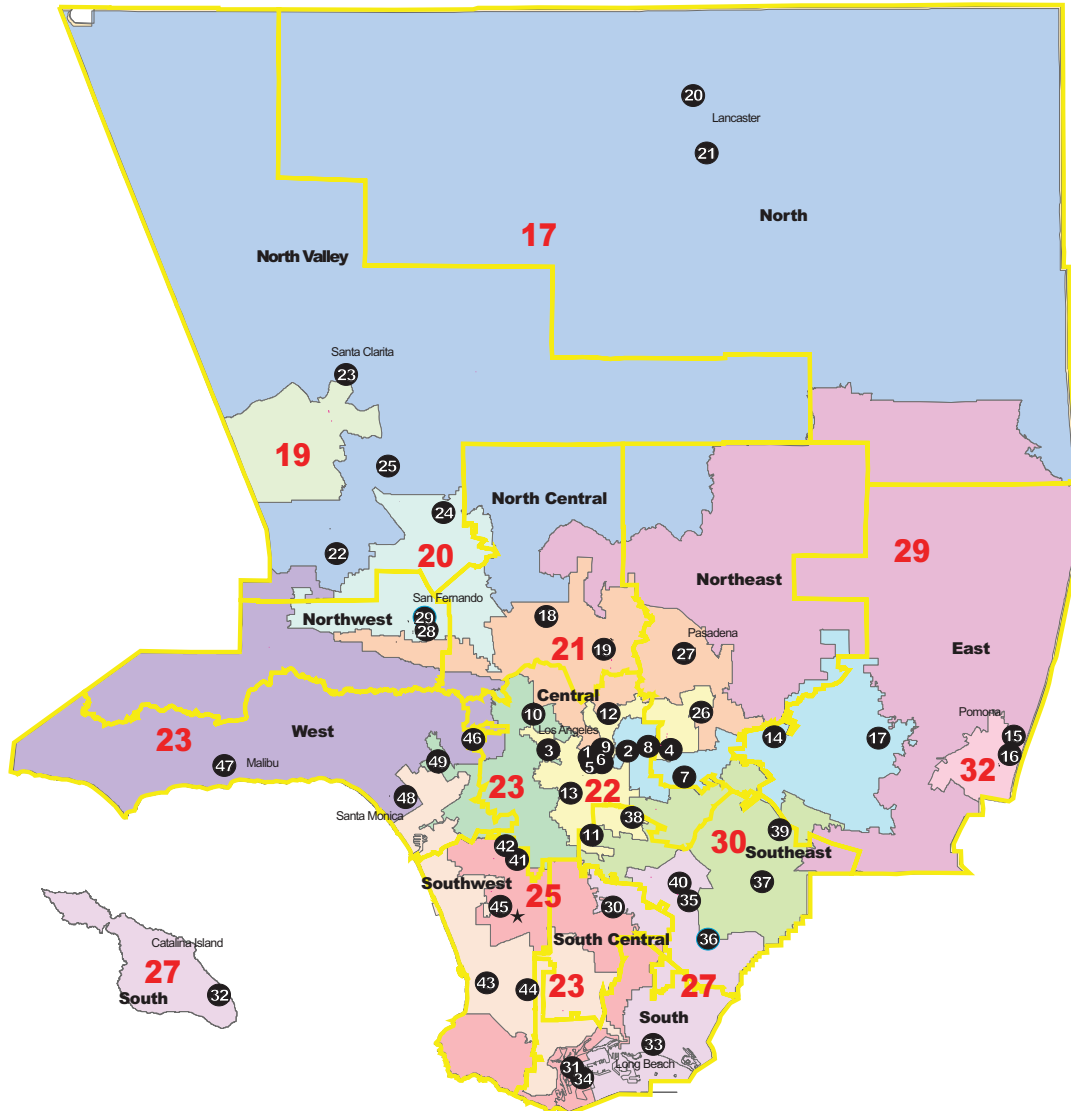 20
Lancaster
21
North
17
North Valley
Santa Clarita
23
19
25
North Central
24
22
20
29
Northeast
San Fernando
29
Northwest
28
18
21
19
Pasadena
27
East
Central
10
12
26
Los Angeles
Pomona
West
23
46
3
1
9
6
5
2
8
4
14
17
15
16
32
47
Malibu
49
23
22
7
48
13
Santa Monica
38
11
30
39
Southeast
42
41
Southwest
25
40
37
45
30
35
South Central
36
Catalina Island
27
South
32
43
44
23
27
South
33
31
34
Long Beach